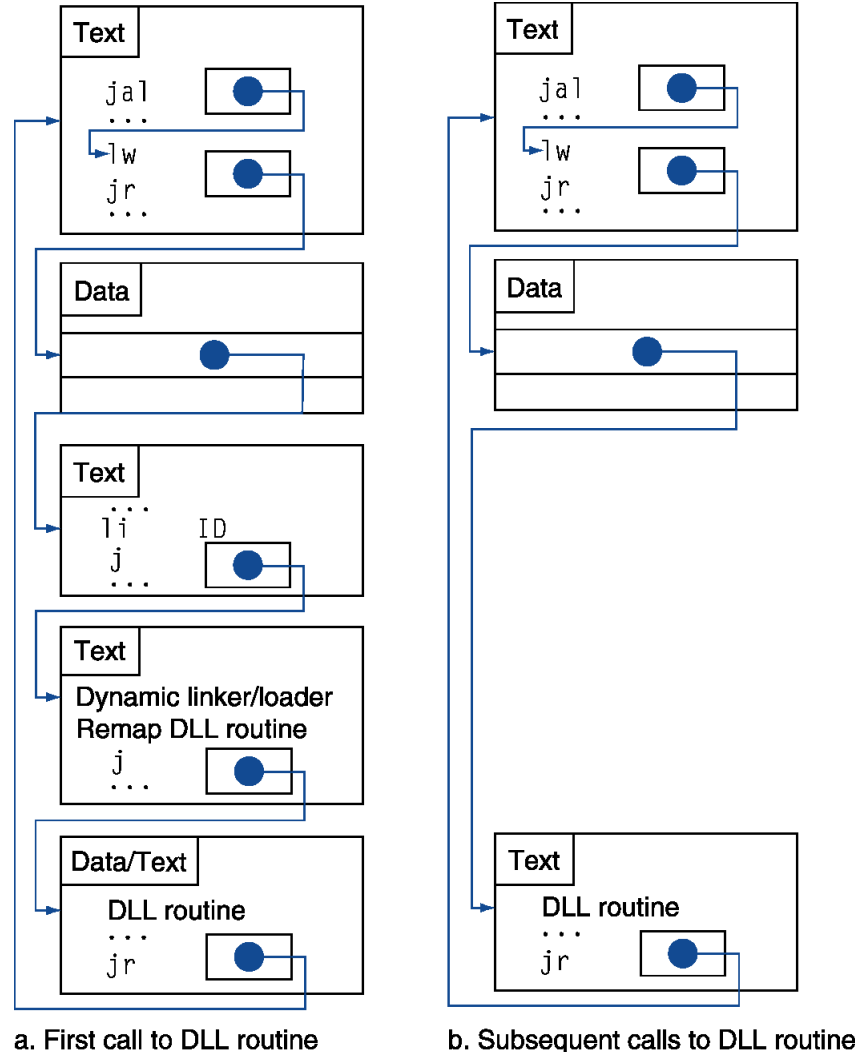 Text
jal
...
lw
jr
...
Data
Text
...
li ID
j
...
Text
Dynamic linker/loader
Remap DLL routine
j
...
Data/Text
DLL routine
...
jr
a. First call to DLL routine
Text
jal
...
lw
jr
...
Data
Text
DLL routine
...
jr
b. Subsequent calls to DLL routine